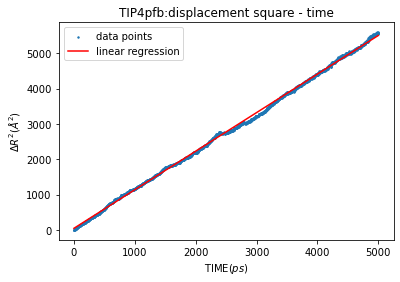 TIP4pfb:displacement square - time
data points
linear regression
5000
4000
3000
2000
1000
0
ΔR²(Å²)
0
1000
2000
3000
4000
5000
TIME(ps)